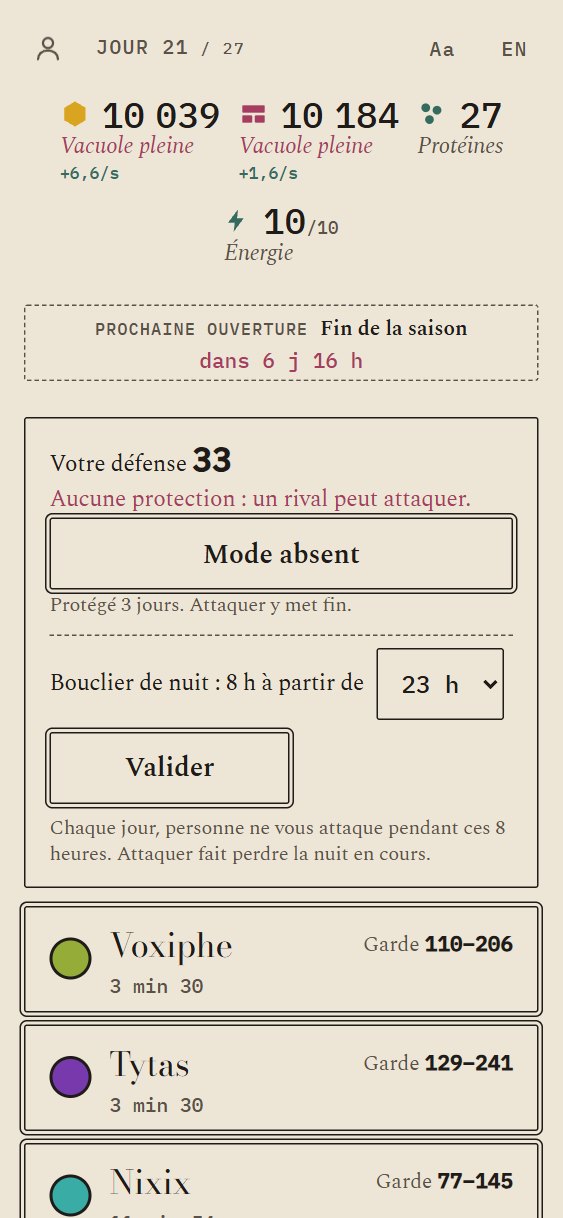 JOUR 21 / 27
Aa EN
10 039 10 184 27
Vacuole pleine Vacuole pleine Protéines
+6,6/s +1,6/s
10/10
Énergie
PROCHAINE OUVERTURE Fin de la saison
dans 6 j 16 h
Votre défense 33
Aucune protection : un rival peut attaquer.
Mode absent
Protégé 3 jours. Attaquer y met fin.
Bouclier de nuit : 8 h à partir de 23 h
Valider
Chaque jour, personne ne vous attaque pendant ces 8
heures. Attaquer fait perdre la nuit en cours.
Voxiphe Garde 110–206
3 min 30
Tytas Garde 129–241
3 min 30
Nixix Garde 77–145